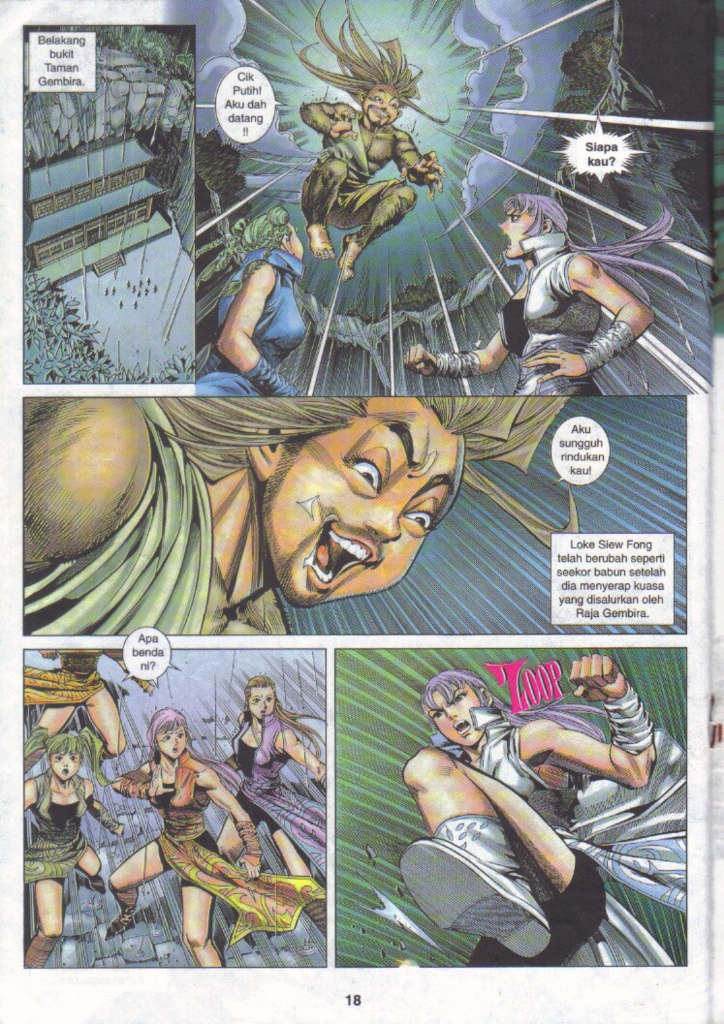 Belakang
bukit
Taman
Gembira.
Cik
Putih!
Aku dah
datang
!!
Siapa
kau?
Aku
sungguh
rindukan
kau!
Loke Siew Fong
telah berubah seperti
seekor babun setelah
dia menyerap kuasa
yang disalurkan oleh
Raja Gembira.
Apa
benda
ni?
ZOOP
18